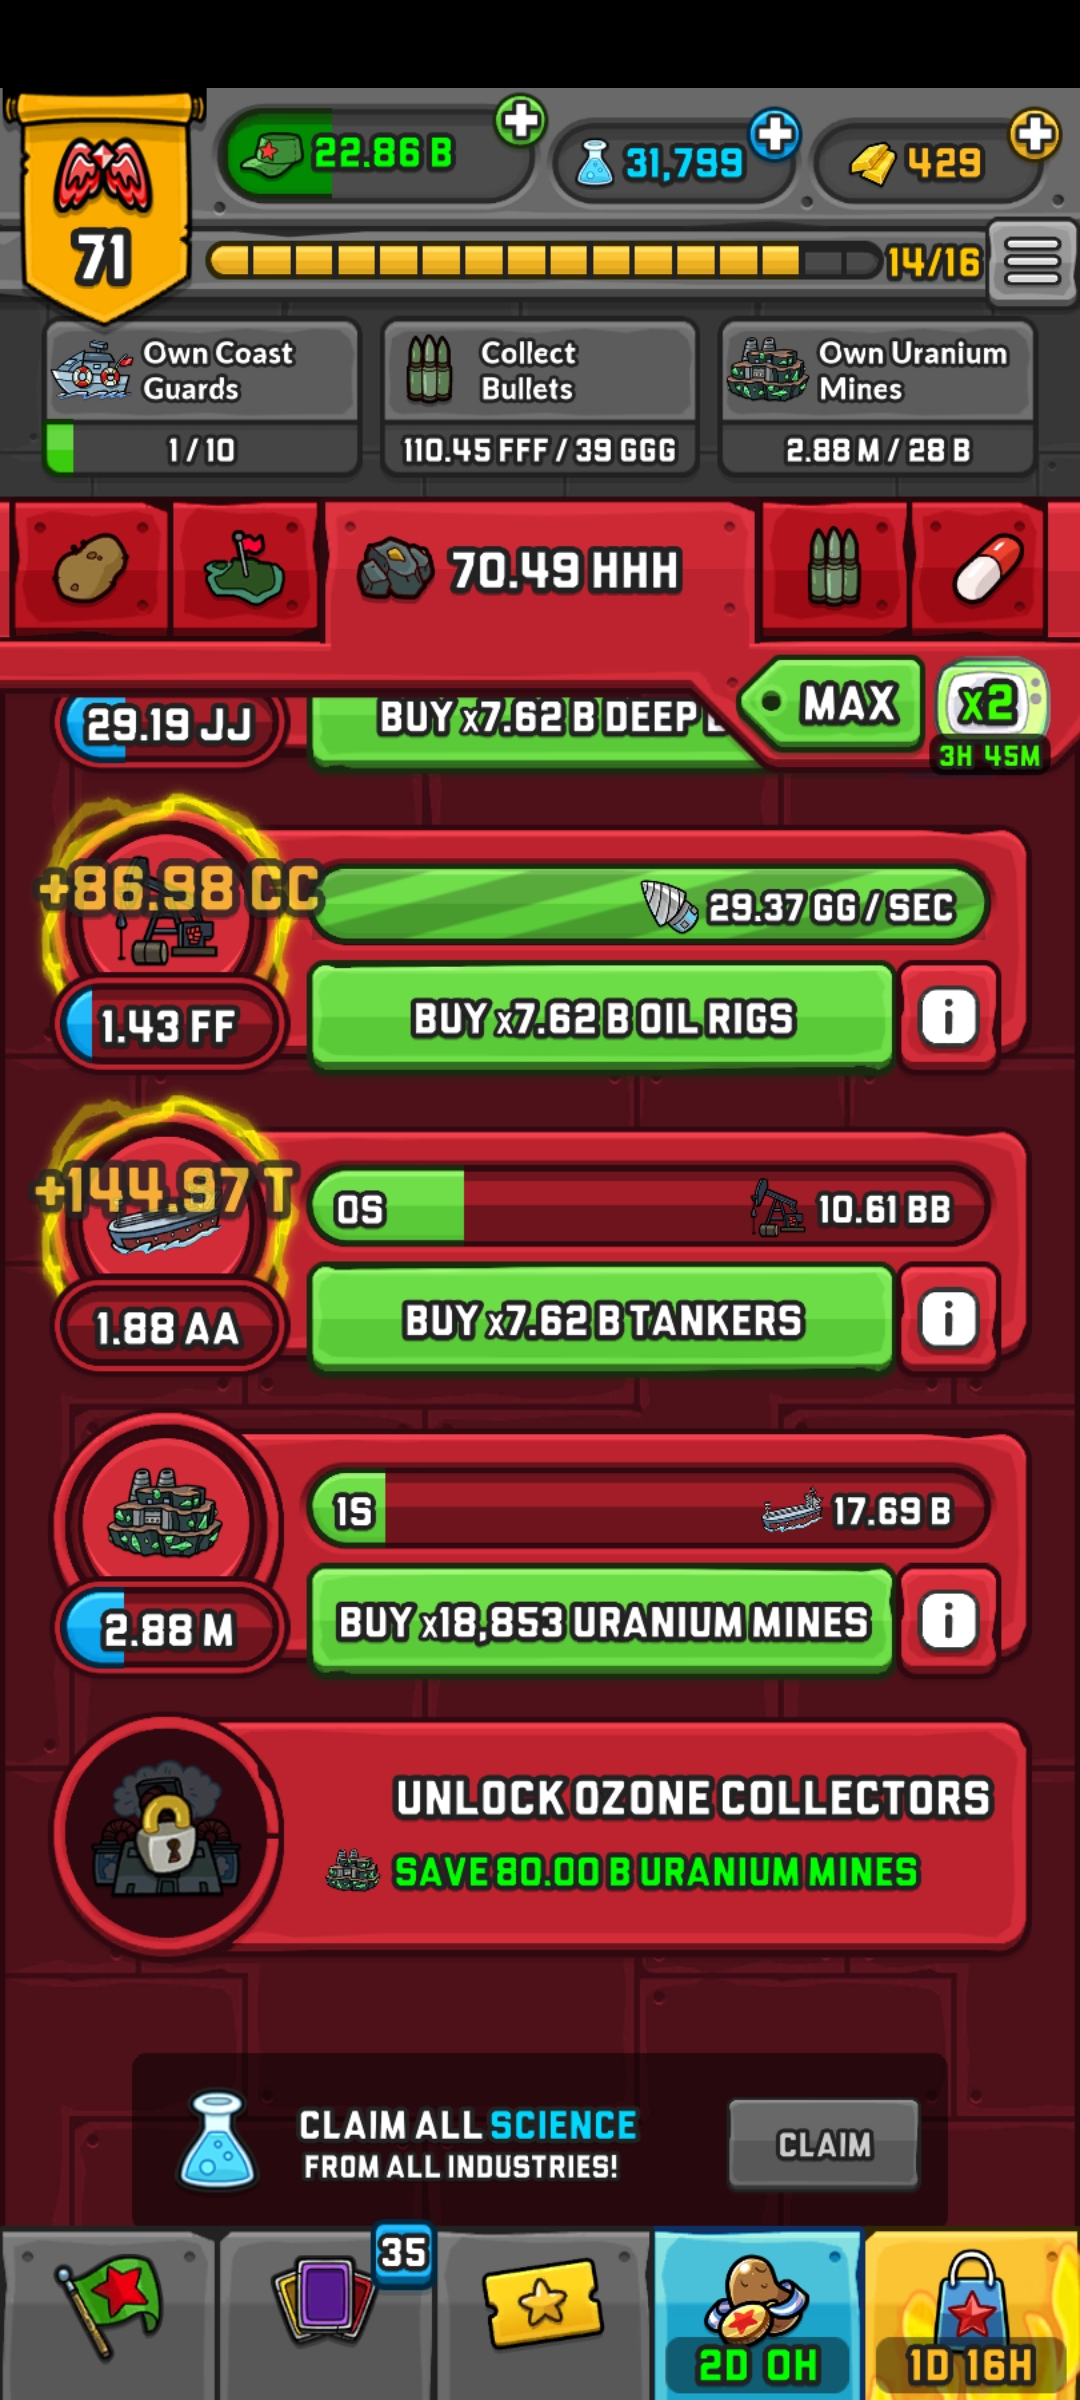 22.86 B
31,799
429
71
14/16
Own Coast
Guards
1 / 10
Collect
Bullets
110.45 FFF / 39 GGG
Own Uranium
Mines
2.88 M / 28 B
70.49 HHH
MAX
x2
3H 45M
29.19 JJ
BUY x7.62 B DEEP
+86.98 CC
29.37 GG / SEC
1.43 FF
BUY x7.62 B OIL RIGS
i
+144.97 T
0S
10.61 BB
1.88 AA
BUY x7.62 B TANKERS
i
1S
17.69 B
2.88 M
BUY x18,853 URANIUM MINES
i
UNLOCK OZONE COLLECTORS
SAVE 80.00 B URANIUM MINES
CLAIM ALL SCIENCE
FROM ALL INDUSTRIES!
CLAIM
35
2D 0H
1D 16H